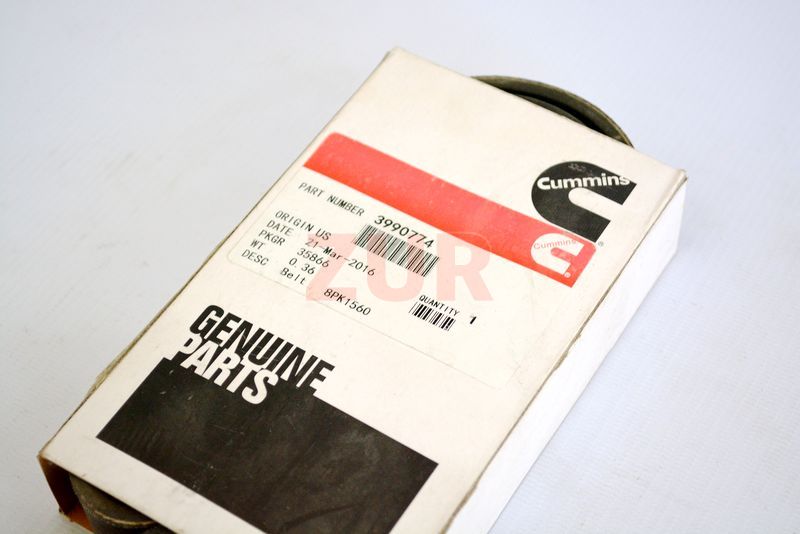 Cummins
Cummins
PART NUMBER 3990774
ORIGIN US
DATE 21-Mar-2016
PKGR 35866
WT 0.36
DESC Belt 8PK1560
QUANTITY 1
ZUR
GENUINE
PARTS